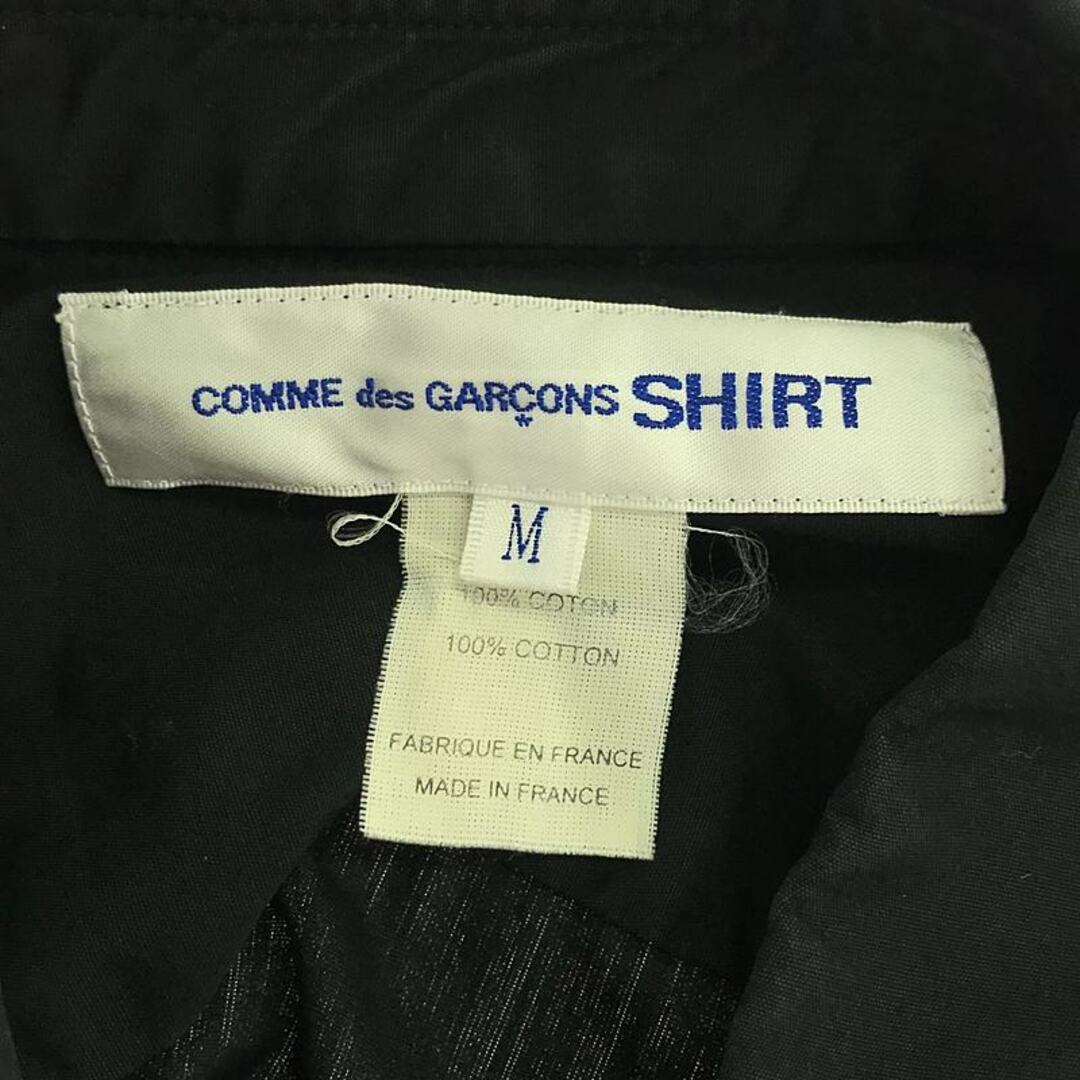 COMME des GARÇONS SHIRT
M
100% COTON
100% COTTON
FABRIQUE EN FRANCE
MADE IN FRANCE